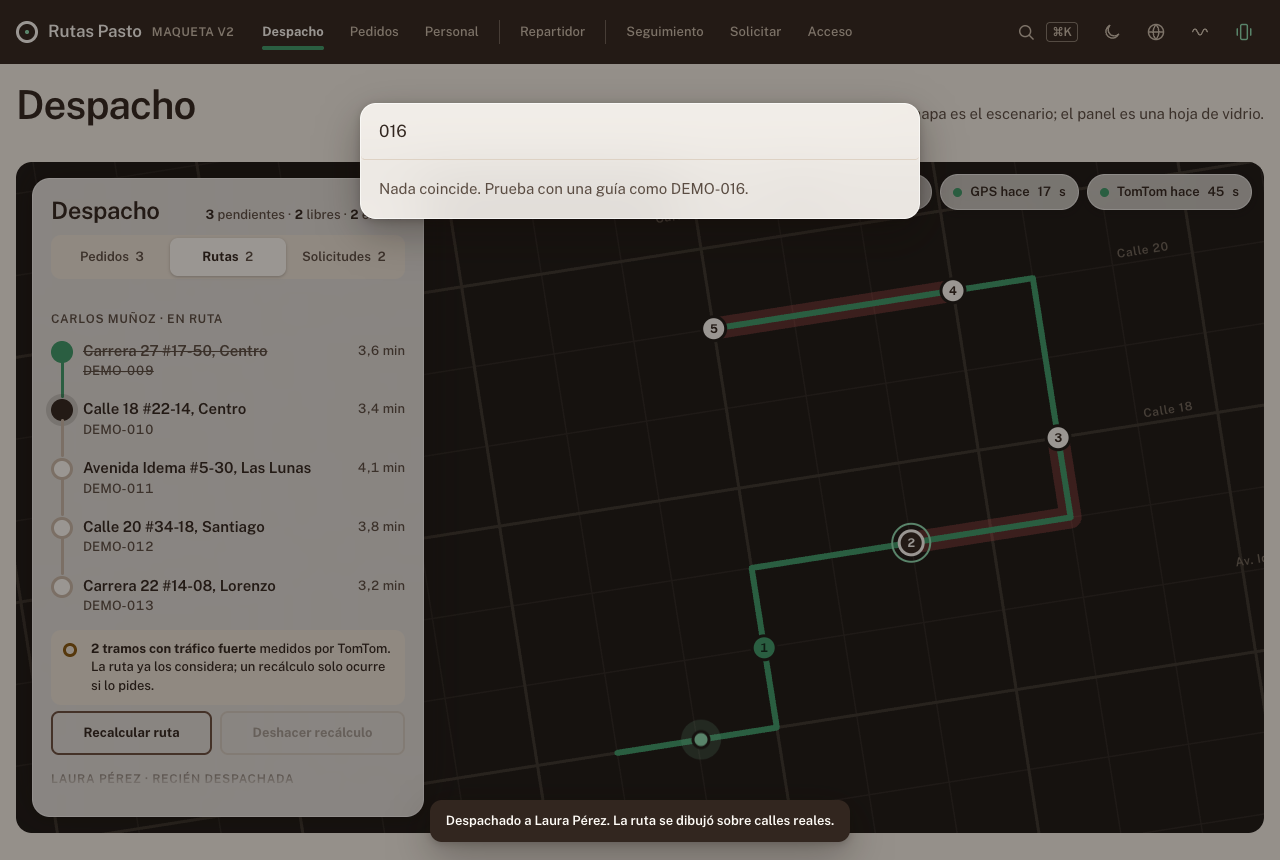 Rutas Pasto MAQUETA V2 Despacho Pedidos Personal Repartidor Seguimiento Solicitar Acceso ⌘K
Despacho
apa es el escenario; el panel es una hoja de vidrio.
016
Nada coincide. Prueba con una guía como DEMO-016.
GPS hace 17 s
TomTom hace 45 s
Despacho
3 pendientes · 2 libres · 2
Pedidos 3
Rutas 2
Solicitudes 2
CARLOS MUÑOZ · EN RUTA
Carrera 27 #17-50, Centro 3,6 min
DEMO-009
Calle 18 #22-14, Centro 3,4 min
DEMO-010
Avenida Idema #5-30, Las Lunas 4,1 min
DEMO-011
Calle 20 #34-18, Santiago 3,8 min
DEMO-012
Carrera 22 #14-08, Lorenzo 3,2 min
DEMO-013
2 tramos con tráfico fuerte medidos por TomTom.
La ruta ya los considera; un recálculo solo ocurre
si lo pides.
Recalcular ruta
Deshacer recálculo
LAURA PÉREZ · RECIÉN DESPACHADA
Calle 20
4
5
Calle 18
3
2
Av.
1
Despachado a Laura Pérez. La ruta se dibujó sobre calles reales.